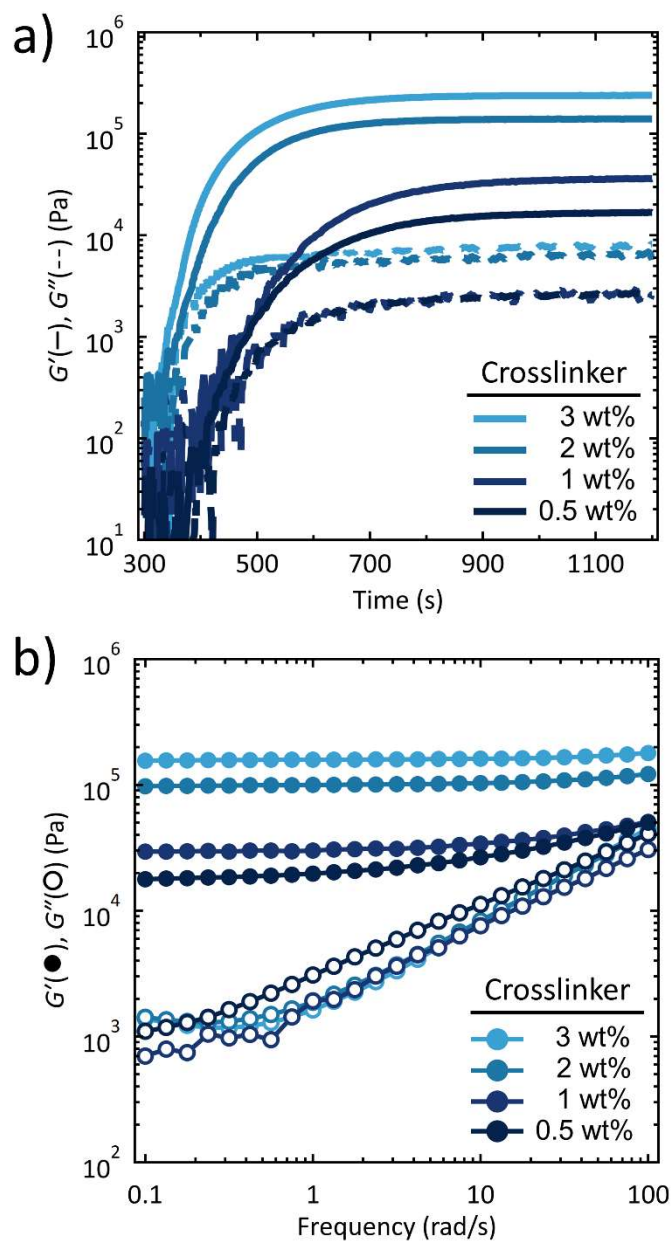 a)
10^6
10^5
10^4
10^3
10^2
10^1
G′(—), G″(--) (Pa)
Crosslinker
3 wt%
2 wt%
1 wt%
0.5 wt%
300 500 700 900 1100
Time (s)
b)
10^6
10^5
10^4
10^3
10^2
G′(●), G″(○) (Pa)
Crosslinker
3 wt%
2 wt%
1 wt%
0.5 wt%
0.1 1 10 100
Frequency (rad/s)